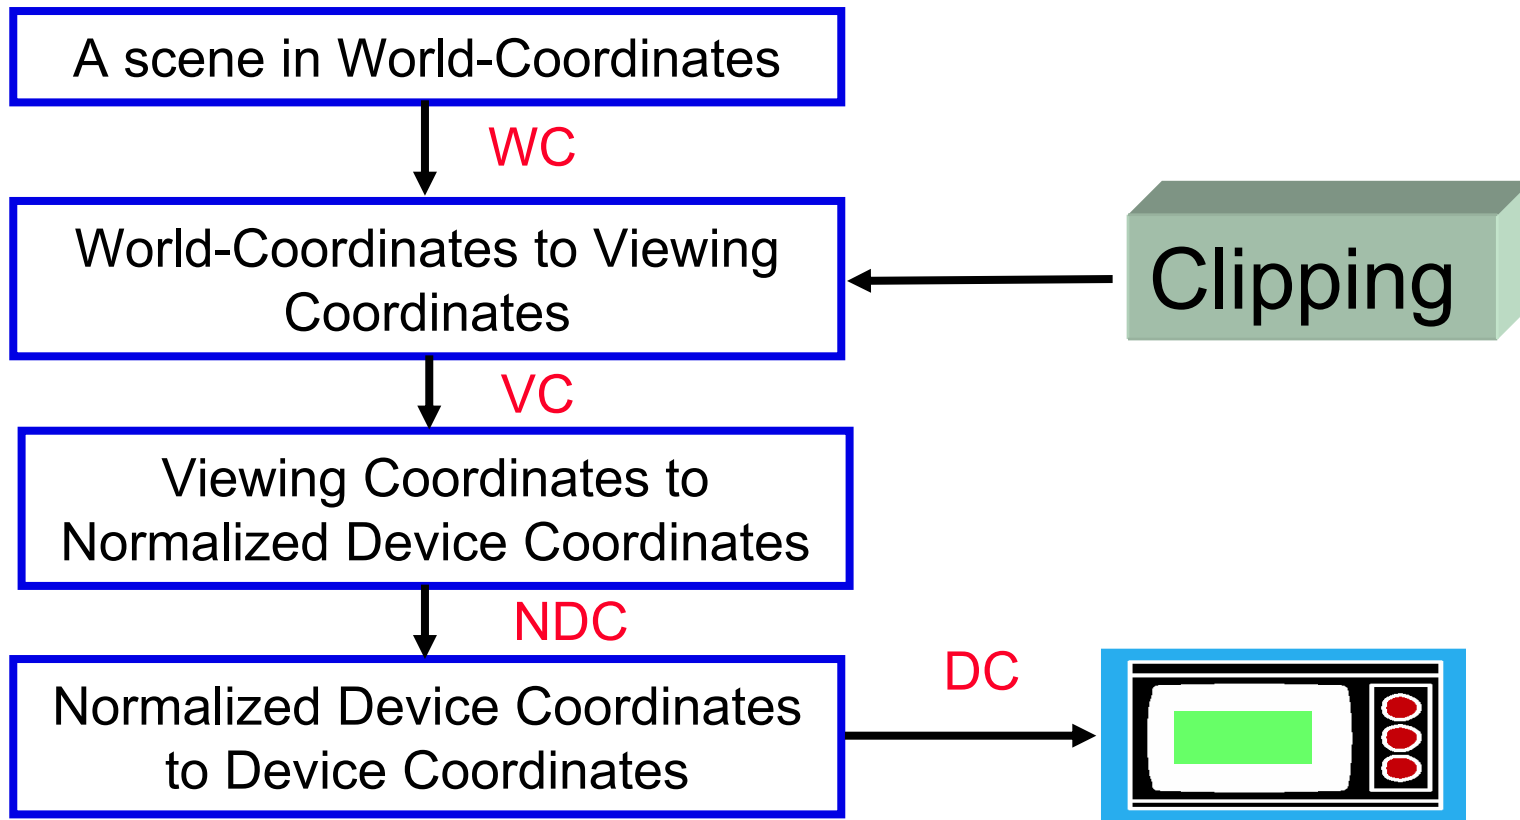 A scene in World-Coordinates
WC
World-Coordinates to Viewing
Coordinates
Clipping
VC
Viewing Coordinates to
Normalized Device Coordinates
NDC
Normalized Device Coordinates
to Device Coordinates
DC